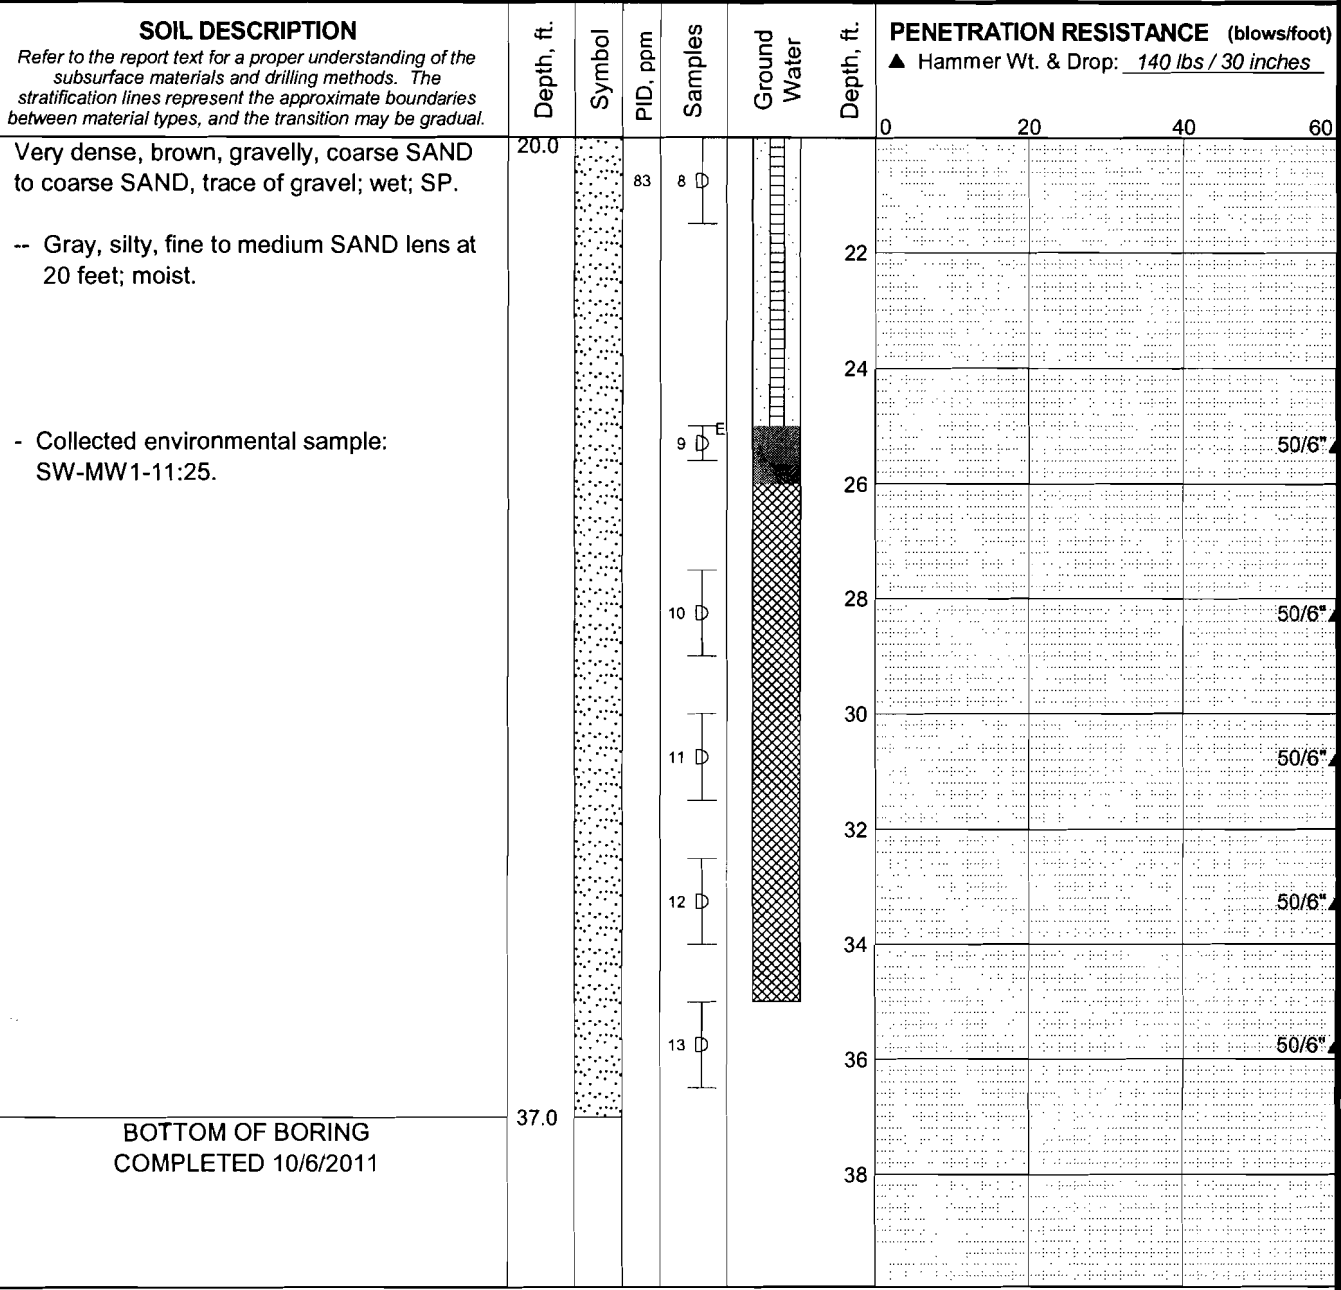 SOIL DESCRIPTION
Refer to the report text for a proper understanding of the
subsurface materials and drilling methods. The
stratification lines represent the approximate boundaries
between material types, and the transition may be gradual.
Depth, ft.
Symbol
PID, ppm
Samples
Ground
Water
Depth, ft.
PENETRATION RESISTANCE (blows/foot)
▲ Hammer Wt. & Drop: 140 lbs / 30 inches
0 20 40 60
Very dense, brown, gravelly, coarse SAND
to coarse SAND, trace of gravel; wet; SP.
20.0
83 8
-- Gray, silty, fine to medium SAND lens at
20 feet; moist.
22
24
- Collected environmental sample:
SW-MW1-11:25.
9 E
50/6"
26
28
10
50/6"
30
11
50/6"
32
12
50/6"
34
13
50/6"
36
37.0
BOTTOM OF BORING
COMPLETED 10/6/2011
38